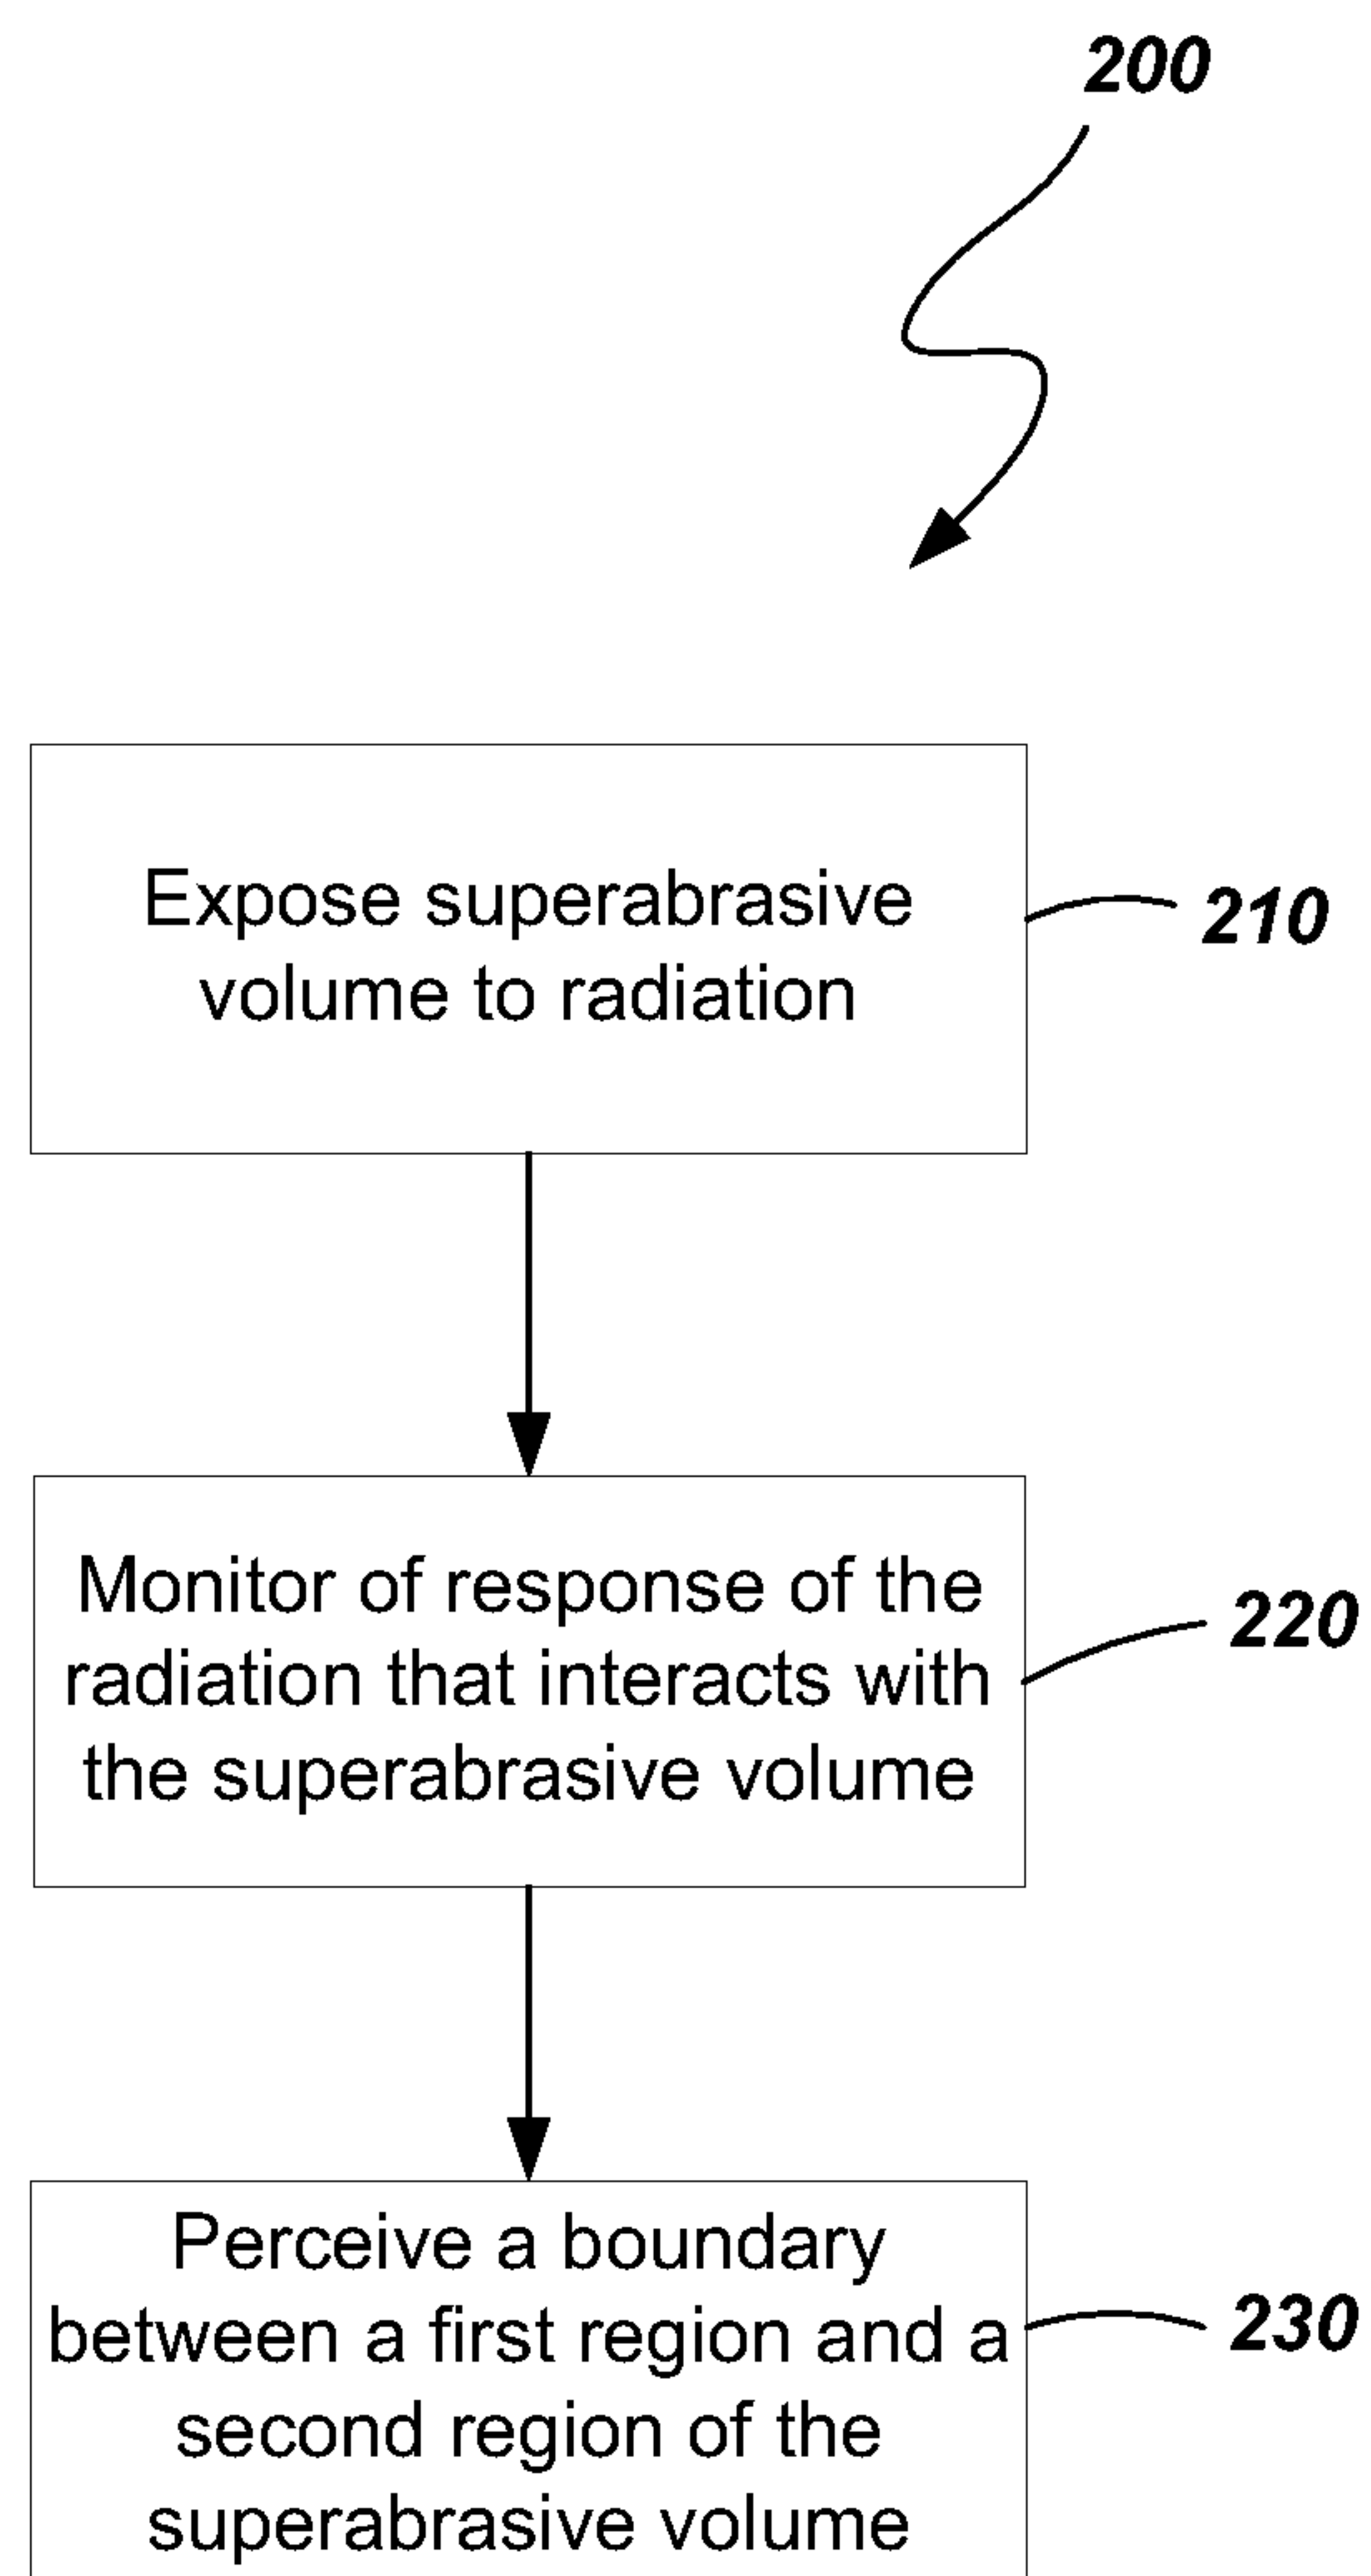 200
Expose superabrasive
volume to radiation
210
Monitor of response of the
radiation that interacts with
the superabrasive volume
220
Perceive a boundary
between a first region and a
second region of the
superabrasive volume
230